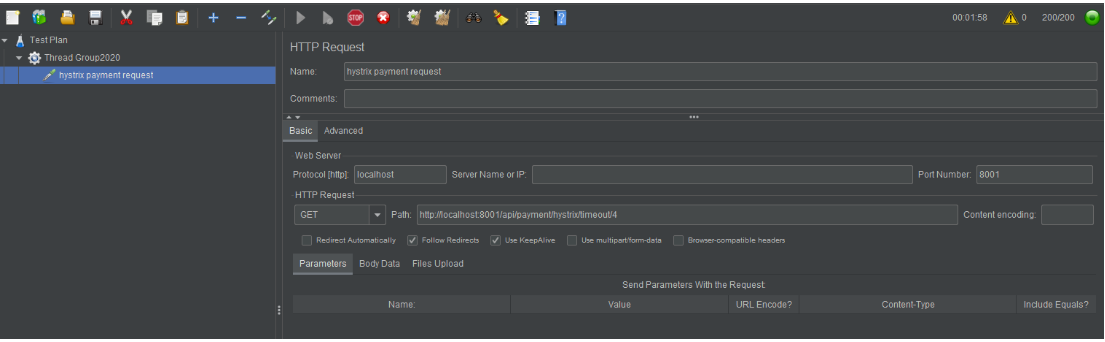 STOP
00:01:58 0 200/200
Test Plan
Thread Group2020
hystrix payment request
HTTP Request
Name: hystrix payment request
Comments:
Basic Advanced
Web Server
Protocol [http]: localhost Server Name or IP: Port Number: 8001
HTTP Request
GET Path: http://localhost:8001/api/payment/hystrix/timeout/4 Content encoding:
Redirect Automatically Follow Redirects Use KeepAlive Use multipart/form-data Browser-compatible headers
Parameters Body Data Files Upload
Send Parameters With the Request:
Name: Value URL Encode? Content-Type Include Equals?